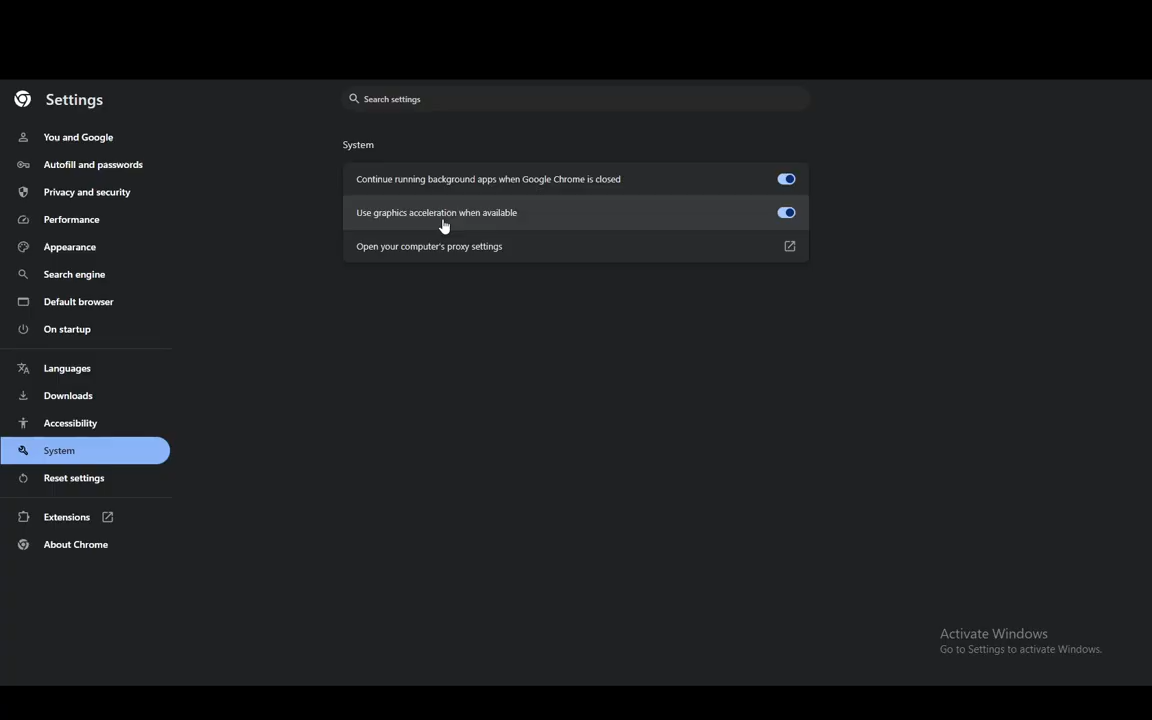 Settings
Search settings
You and Google
Autofill and passwords
Privacy and security
Performance
Appearance
Search engine
Default browser
On startup
Languages
Downloads
Accessibility
System
Reset settings
Extensions
About Chrome
System
Continue running background apps when Google Chrome is closed
Use graphics acceleration when available
Open your computer's proxy settings
Activate Windows
Go to Settings to activate Windows.